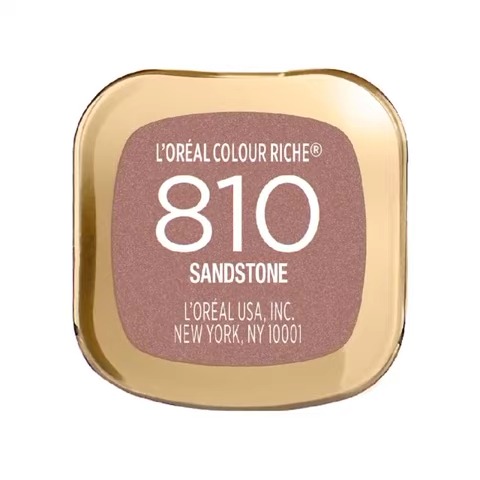 L'ORÉAL COLOUR RICHE®
810
SANDSTONE
L'ORÉAL USA, INC.
NEW YORK, NY 10001